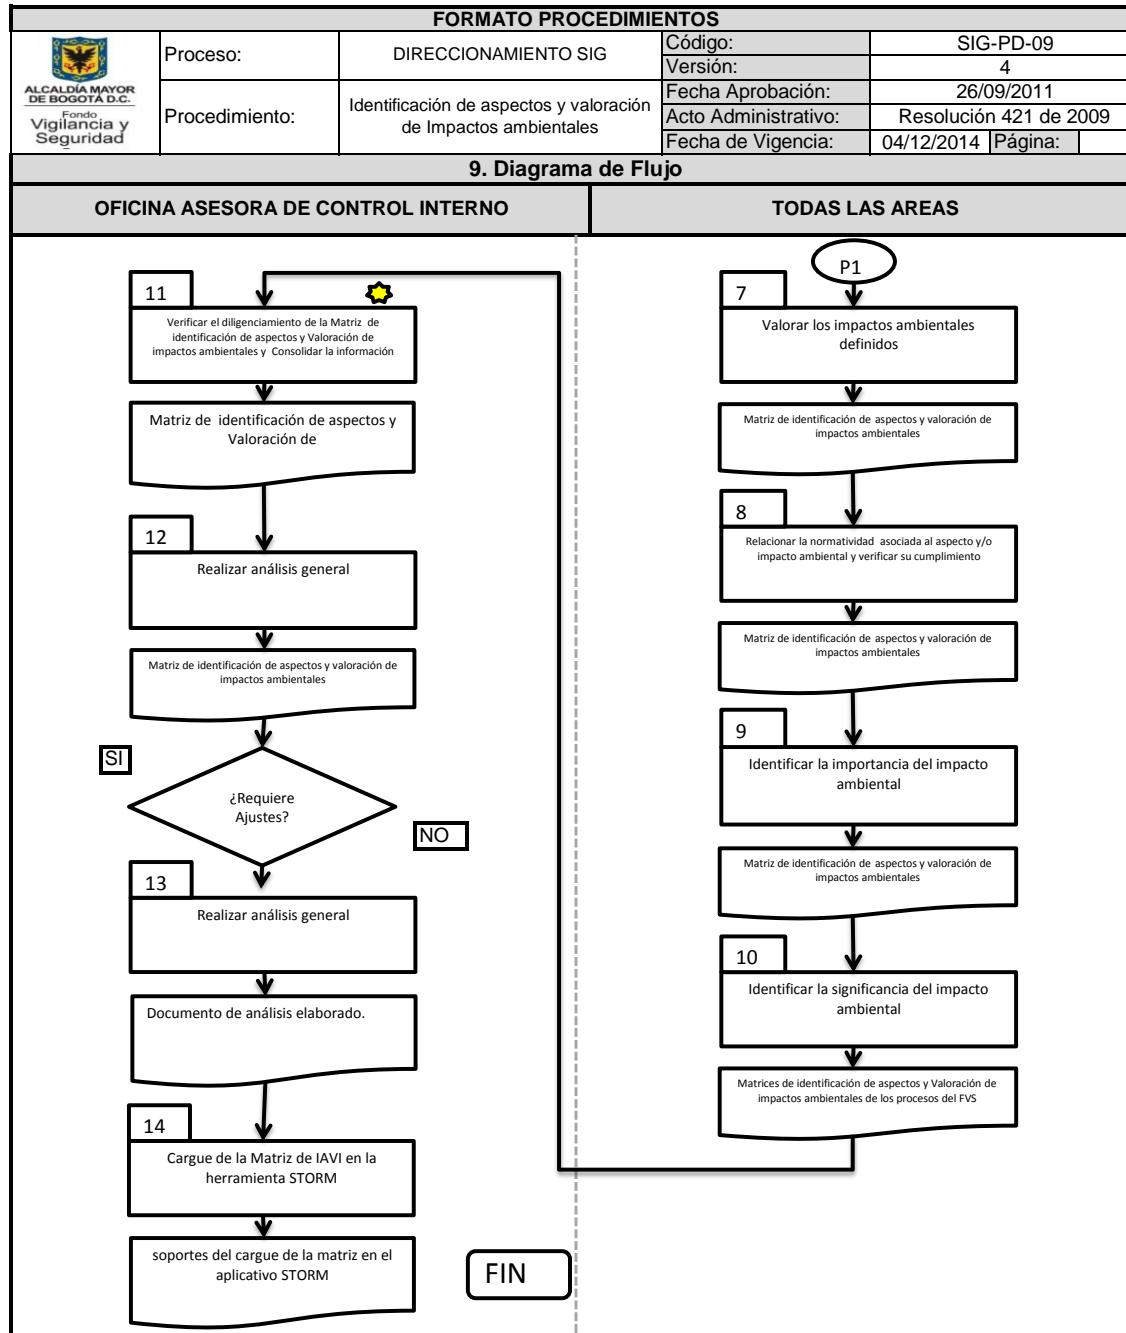 FORMATO PROCEDIMIENTOS
ALCALDÍA MAYOR
DE BOGOTÁ D.C.
Fondo
Vigilancia y
Seguridad
Proceso:
DIRECCIONAMIENTO SIG
Código:
SIG-PD-09
Versión:
4
Procedimiento:
Identificación de aspectos y valoración
de Impactos ambientales
Fecha Aprobación:
26/09/2011
Acto Administrativo:
Resolución 421 de 2009
Fecha de Vigencia:
04/12/2014
Página:
9. Diagrama de Flujo
OFICINA ASESORA DE CONTROL INTERNO
TODAS LAS AREAS
11
Verificar el diligenciamiento de la Matriz de
identificación de aspectos y Valoración de
impactos ambientales y Consolidar la información
Matriz de identificación de aspectos y
Valoración de
12
Realizar análisis general
Matriz de identificación de aspectos y valoración de
impactos ambientales
SI
¿Requiere
Ajustes?
NO
13
Realizar análisis general
Documento de análisis elaborado.
14
Cargue de la Matriz de IAVI en la
herramienta STORM
soportes del cargue de la matriz en el
aplicativo STORM
FIN
P1
7
Valorar los impactos ambientales
definidos
Matriz de identificación de aspectos y valoración de
impactos ambientales
8
Relacionar la normatividad asociada al aspecto y/o
impacto ambiental y verificar su cumplimiento
Matriz de identificación de aspectos y valoración de
impactos ambientales
9
Identificar la importancia del impacto
ambiental
Matriz de identificación de aspectos y valoración de
impactos ambientales
10
Identificar la significancia del impacto
ambiental
Matrices de identificación de aspectos y Valoración de
impactos ambientales de los procesos del FVS